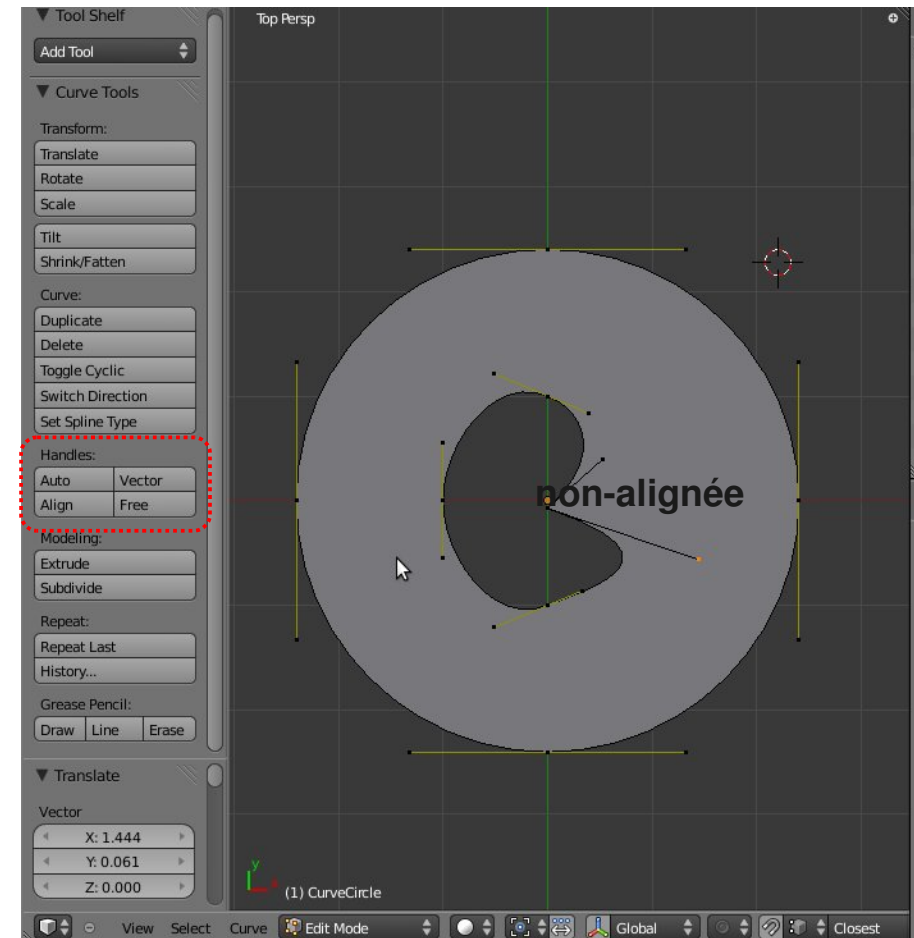 Tool Shelf
Add Tool
Curve Tools
Transform:
Translate
Rotate
Scale
Tilt
Shrink/Fatten
Curve:
Duplicate
Delete
Toggle Cyclic
Switch Direction
Set Spline Type
Handles:
Auto Vector
Align Free
Modeling:
Extrude
Subdivide
Repeat:
Repeat Last
History...
Grease Pencil:
Draw Line Erase
Translate
Vector
X: 1.444
Y: 0.061
Z: 0.000
Top Persp
non-alignée
y
(1) CurveCircle
View Select Curve Edit Mode Global Closest